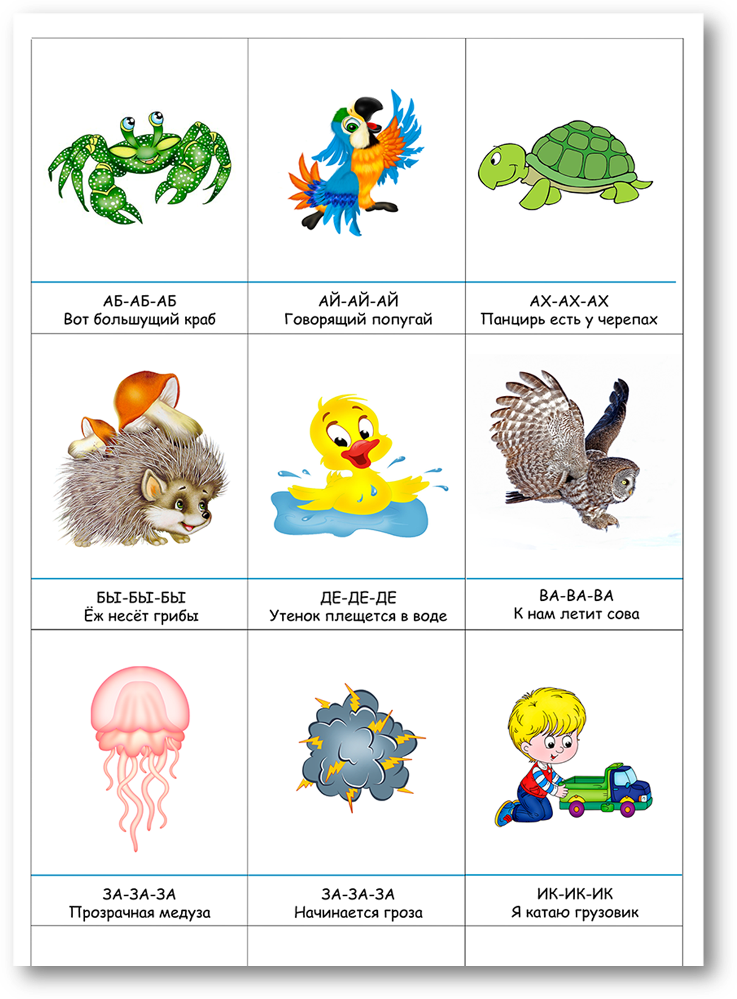 АБ-АБ-АБ
Вот большущий краб
АЙ-АЙ-АЙ
Говорящий попугай
АХ-АХ-АХ
Панцирь есть у черепах
БЫ-БЫ-БЫ
Ёж несёт грибы
ДЕ-ДЕ-ДЕ
Утенок плещется в воде
ВА-ВА-ВА
К нам летит сова
ЗА-ЗА-ЗА
Прозрачная медуза
ЗА-ЗА-ЗА
Начинается гроза
ИК-ИК-ИК
Я катаю грузовик